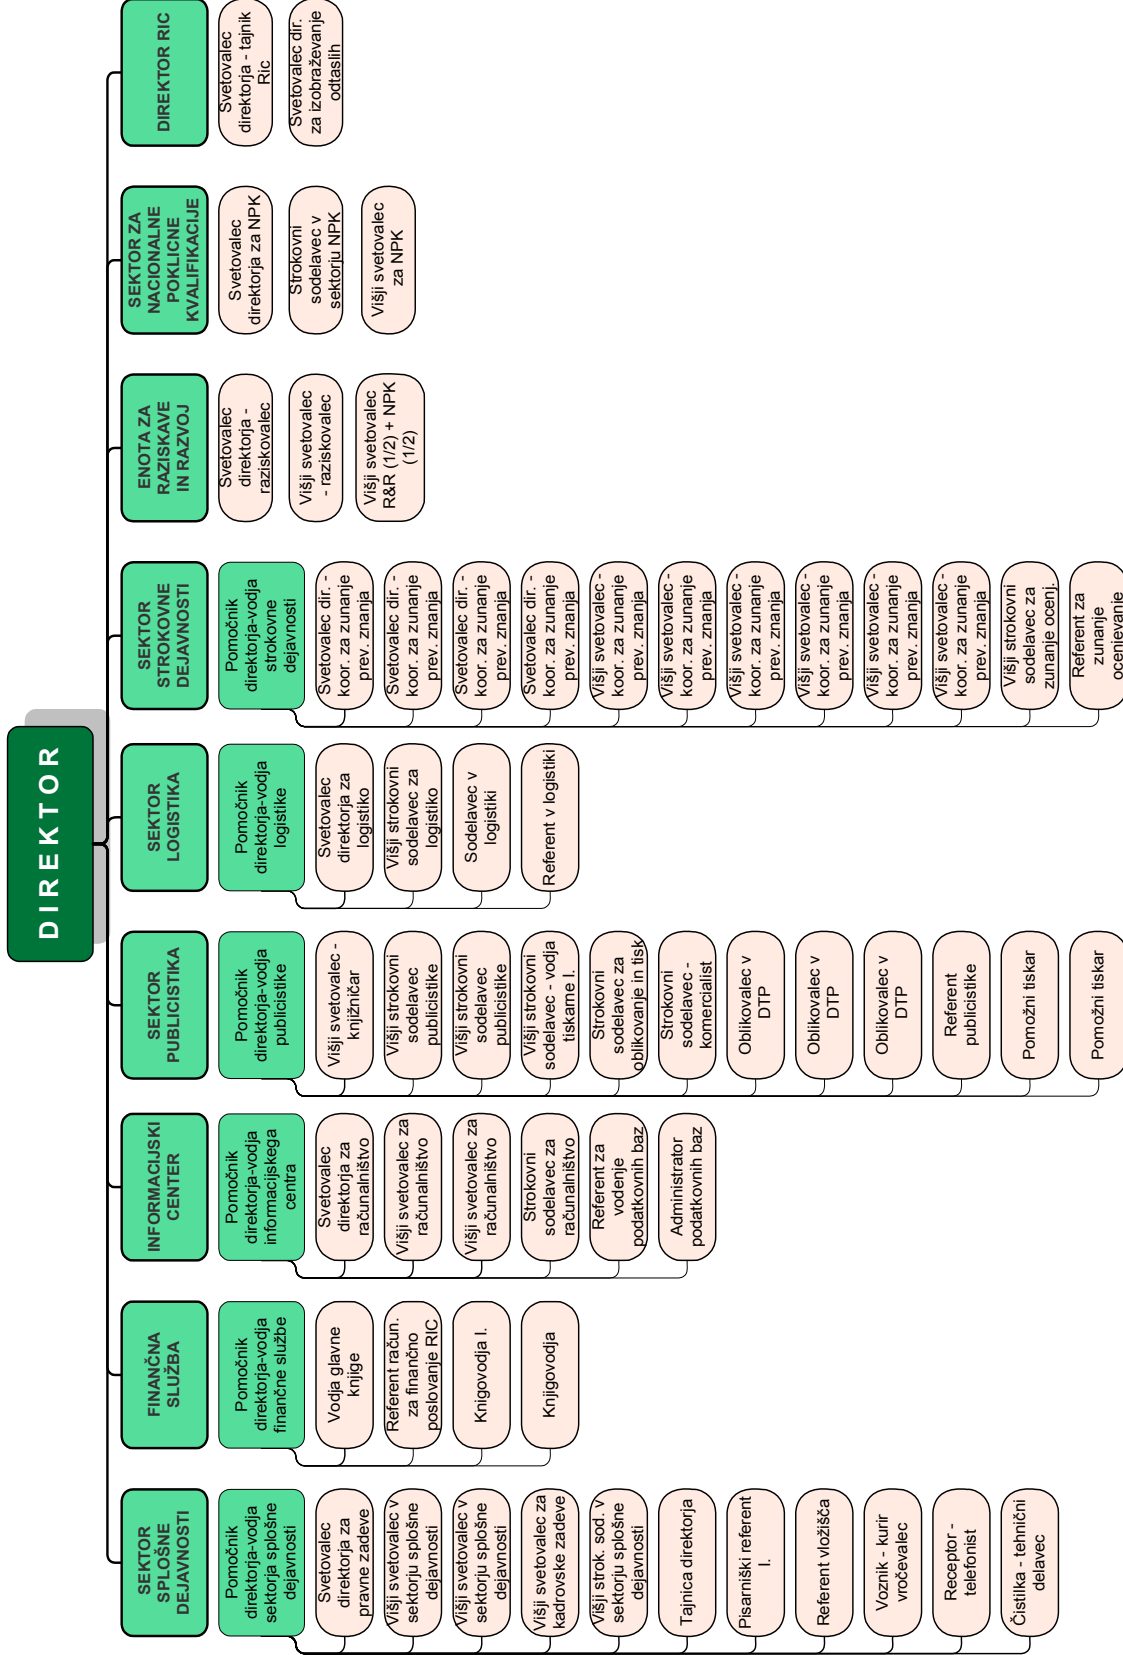 DIREKTOR
SEKTOR
SPLOŠNE
DEJAVNOSTI
Pomočnik
direktorja-vodja
sektorja splošne
dejavnosti
Svetovalec
direktorja za
pravne zadeve
Višji svetovalec v
sektorju splošne
dejavnosti
Višji svetovalec v
sektorju splošne
dejavnosti
Višji svetovalec za
kadrovske zadeve
Višji strok. sod. v
sektorju splošne
dejavnosti
Tajnica direktorja
Pisarniški referent
I.
Referent vložišča
Voznik - kurir
vročevalec
Receptor -
telefonist
Čistilka - tehnični
delavec
FINANČNA
SLUŽBA
Pomočnik
direktorja-vodja
finančne službe
Vodja glavne
knjige
Referent račun.
za finančno
poslovanje RIC
Knigovodja I.
Knjigovodja
INFORMACIJSKI
CENTER
Pomočnik
direktorja-vodja
informacijskega
centra
Svetovalec
direktorja za
računalništvo
Višji svetovalec za
računalništvo
Višji svetovalec za
računalništvo
Strokovni
sodelavec za
računalništvo
Referent za
vodenje
podatkovnih baz
Administrator
podatkovnih baz
SEKTOR
PUBLICISTIKA
Pomočnik
direktorja-vodja
publicistike
Višji svetovalec -
knjižničar
Višji strokovni
sodelavec
publicistike
Višji strokovni
sodelavec
publicistike
Višji strokovni
sodelavec - vodja
tiskarne I.
Strokovni
sodelavec za
oblikovanje in tisk
Strokovni
sodelavec -
komercialist
Oblikovalec v
DTP
Oblikovalec v
DTP
Oblikovalec v
DTP
Referent
publicistike
Pomožni tiskar
Pomožni tiskar
SEKTOR
LOGISTIKA
Pomočnik
direktorja-vodja
logistike
Svetovalec
direktorja za
logistiko
Višji strokovni
sodelavec za
logistiko
Sodelavec v
logistiki
Referent v logistiki
SEKTOR
STROKOVNE
DEJAVNOSTI
Pomočnik
direktorja-vodja
strokovne
dejavnosti
Svetovalec dir. -
koor. za zunanje
prev. znanja
Svetovalec dir. -
koor. za zunanje
prev. znanja
Svetovalec dir. -
koor. za zunanje
prev. znanja
Svetovalec dir. -
koor. za zunanje
prev. znanja
Višji svetovalec -
koor. za zunanje
prev. znanja
Višji svetovalec -
koor. za zunanje
prev. znanja
Višji svetovalec -
koor. za zunanje
prev. znanja
Višji svetovalec -
koor. za zunanje
prev. znanja
Višji svetovalec -
koor. za zunanje
prev. znanja
Višji svetovalec -
koor. za zunanje
prev. znanja
Višji strokovni
sodelavec za
zunanje ocenj.
Referent za
zunanje
ocenjevanje
ENOTA ZA
RAZISKAVE
IN RAZVOJ
Svetovalec
direktorja -
raziskovalec
Višji svetovalec
- raziskovalec
Višji svetovalec
R&R (1/2) + NPK
(1/2)
SEKTOR ZA
NACIONALNE
POKLICNE
KVALIFIKACIJE
Svetovalec
direktorja za NPK
Strokovni
sodelavec v
sektorju NPK
Višji svetovalec
za NPK
DIREKTOR RIC
Svetovalec
direktorja - tajnik
Ric
Svetovalec dir.
za izobraževanje
odtaslih